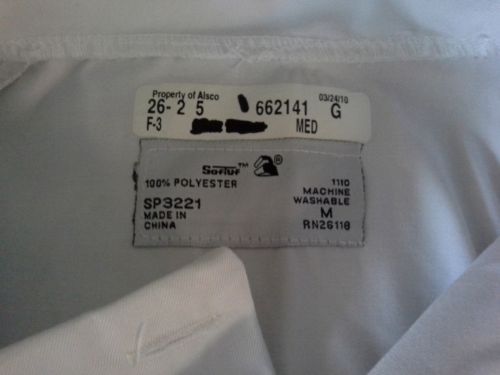 Property of Alsco
03/24/10
26- 2 5 662141 G
F-3 MED
100% POLYESTER
SP3221
MADE IN
CHINA
1110
MACHINE
WASHABLE
M
RN26118